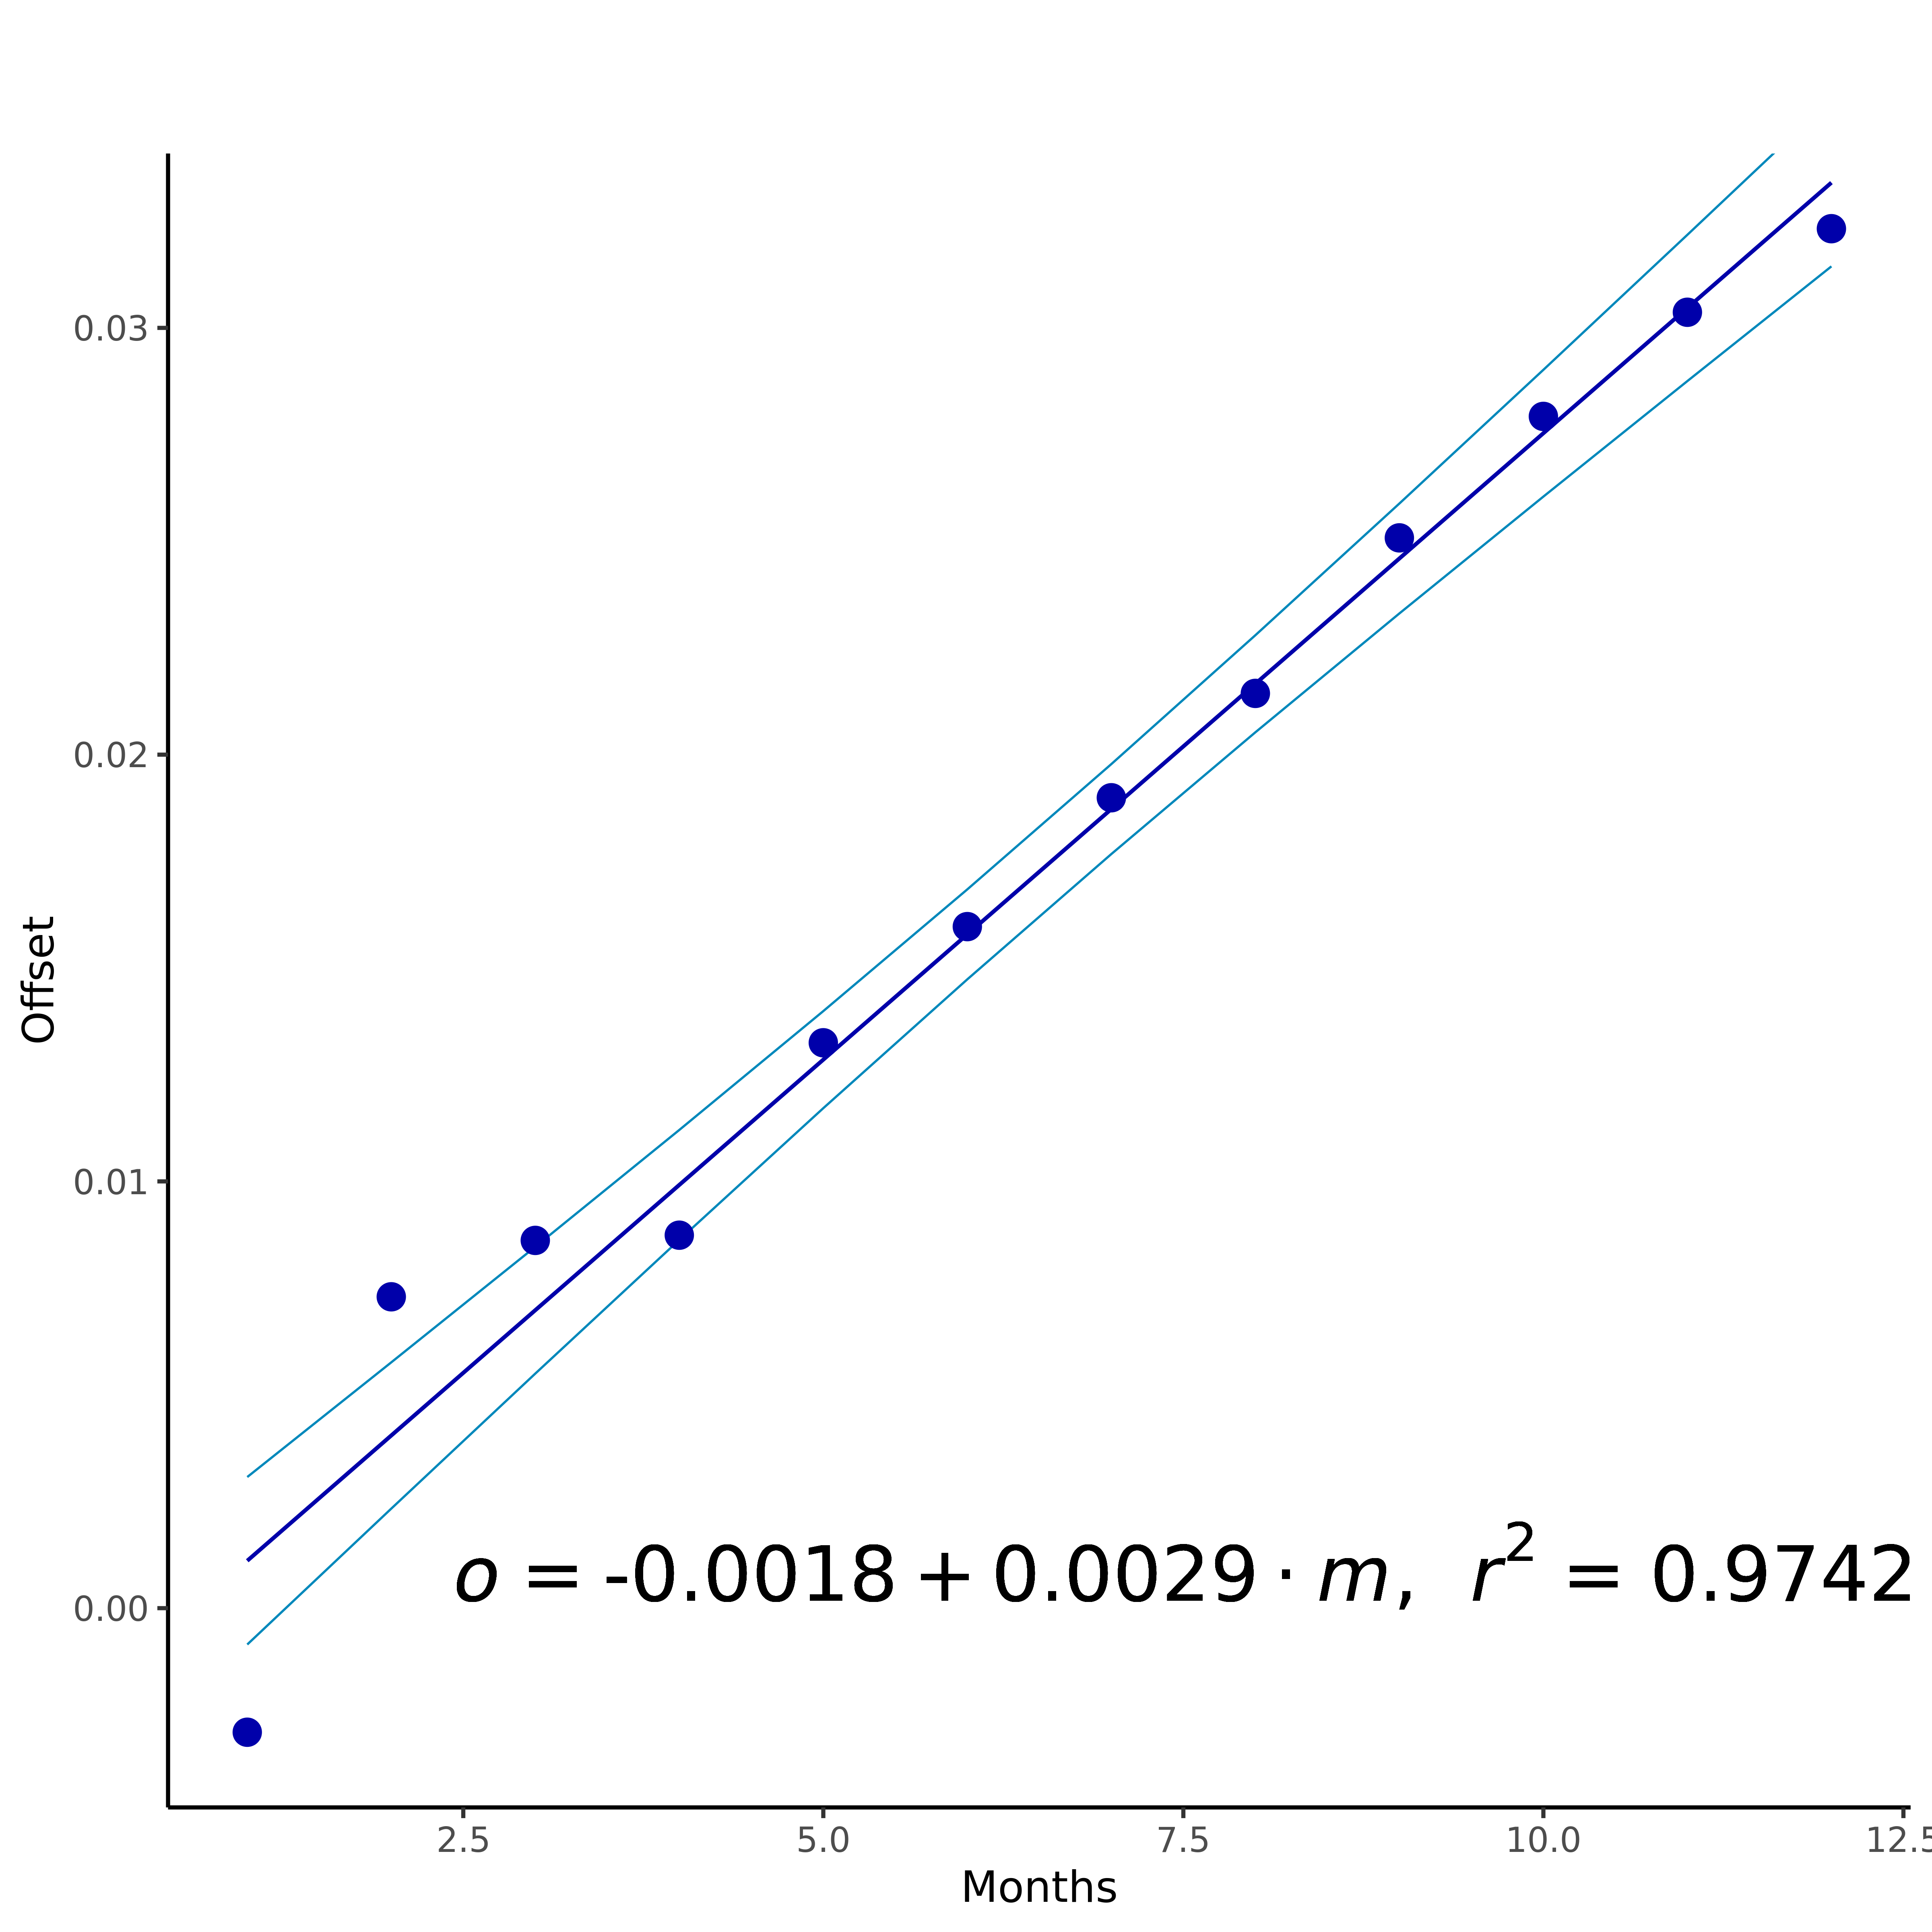 0.03
0.02
Offset
0.01
o = -0.0018 + 0.0029 · m, r² = 0.9742
0.00
2.5 5.0 7.5 10.0 12.5
Months